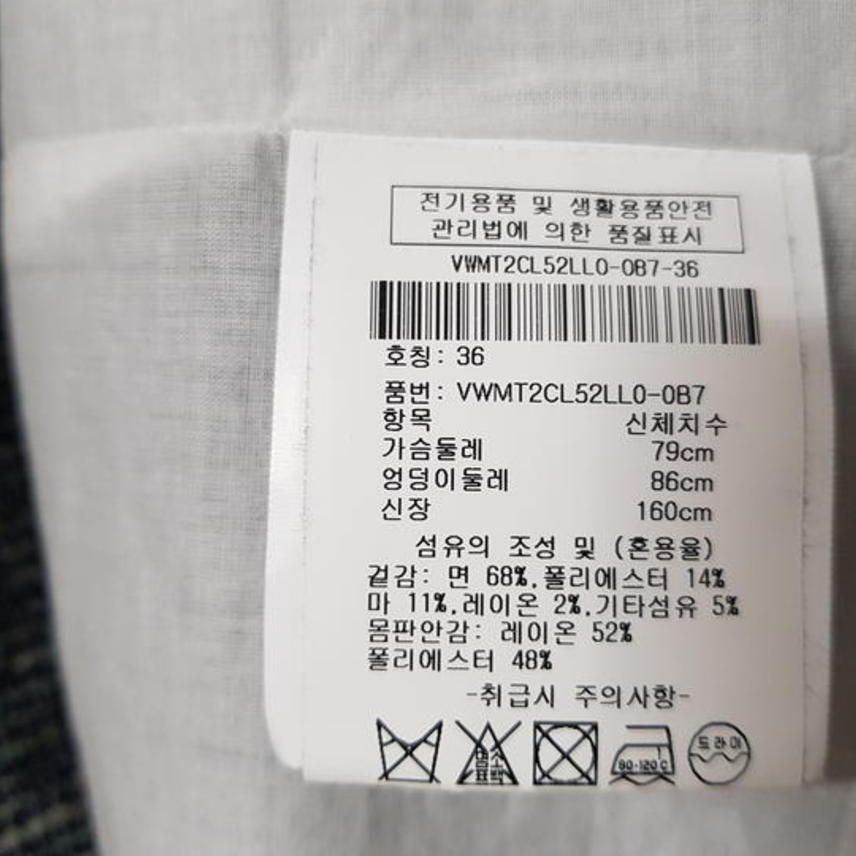 전기용품 및 생활용품안전
관리법에 의한 품질표시
VWMT2CL52LL0-0B7-36
호칭: 36
품번: VWMT2CL52LL0-0B7
항목 신체치수
가슴둘레 79cm
엉덩이둘레 86cm
신장 160cm
섬유의 조성 및 (혼용율)
겉감: 면 68%.폴리에스터 14%
마 11%.레이온 2%.기타섬유 5%
몸판안감: 레이온 52%
폴리에스터 48%
-취급시 주의사항-
염소 표백 80-120℃ 드라이